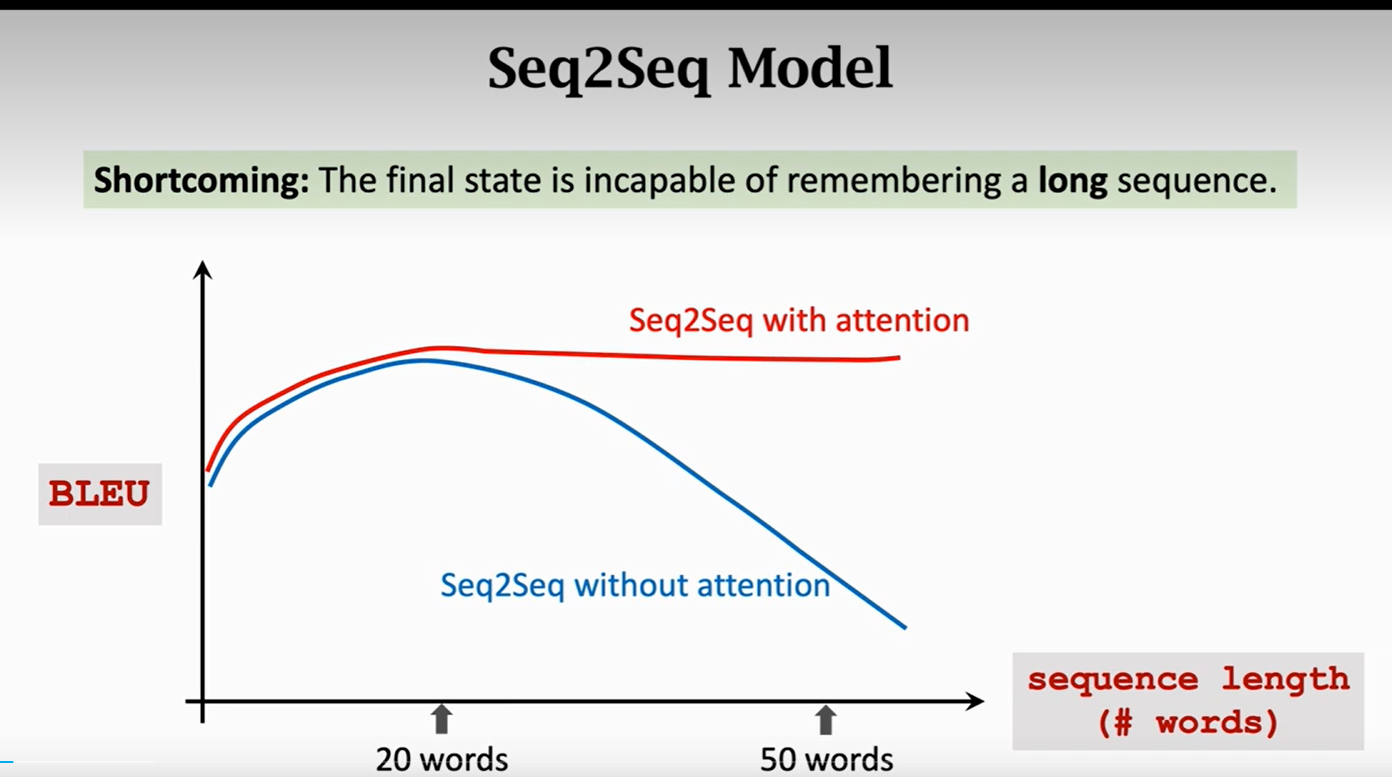 Seq2Seq Model
Shortcoming: The final state is incapable of remembering a long sequence.
Seq2Seq with attention
BLEU
Seq2Seq without attention
sequence length
(# words)
20 words
50 words